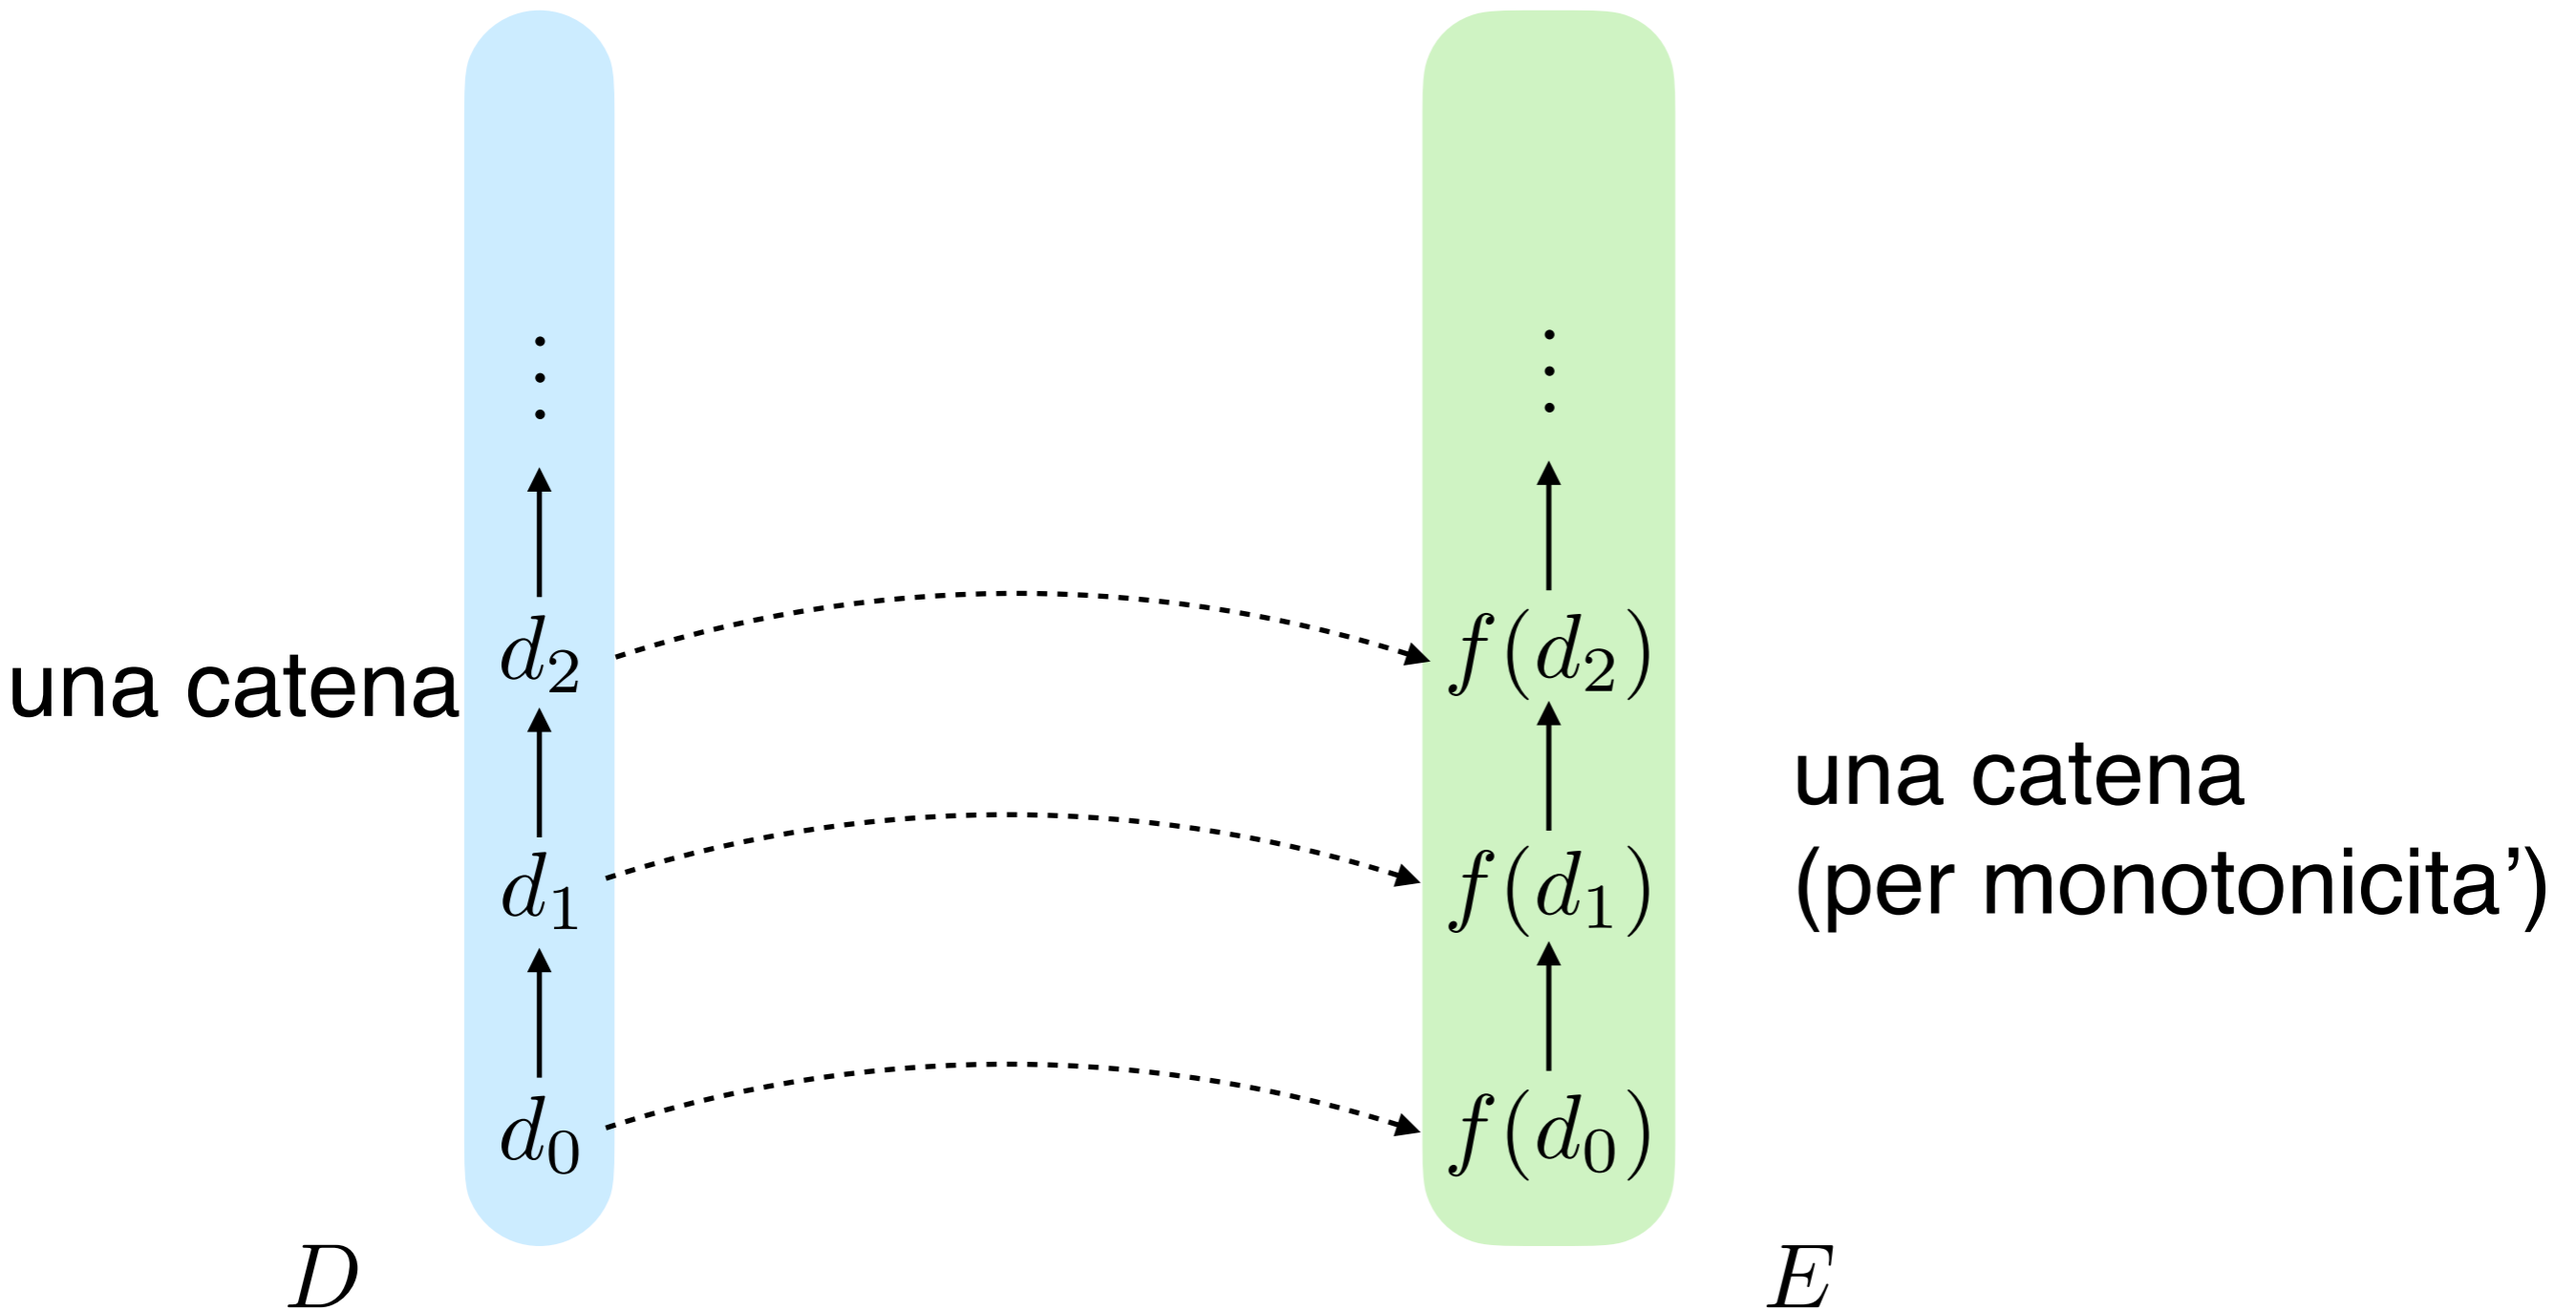 ⋮
⋮
d₂
f(d₂)
una catena
una catena
d₁
f(d₁)
(per monotonicita’)
d₀
f(d₀)
D
E